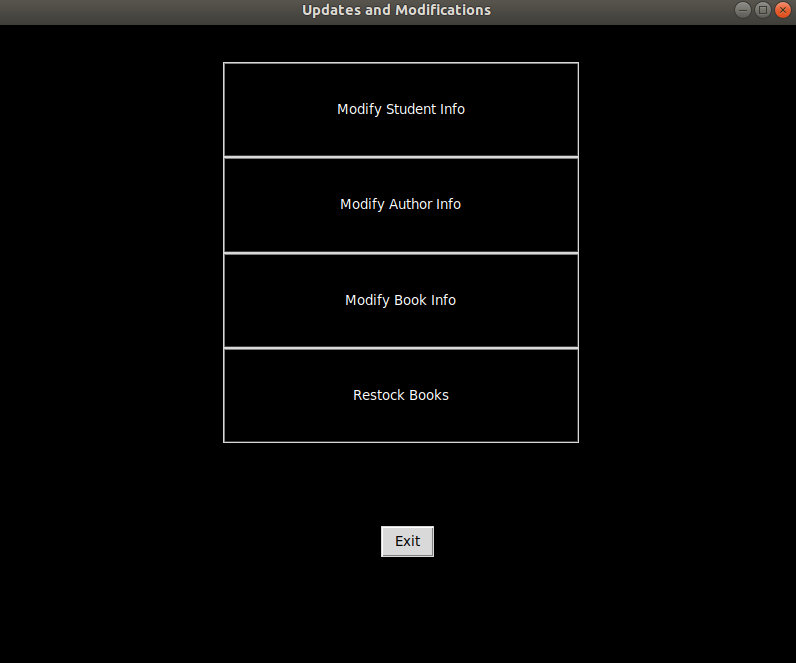 Updates and Modifications
Modify Student Info
Modify Author Info
Modify Book Info
Restock Books
Exit